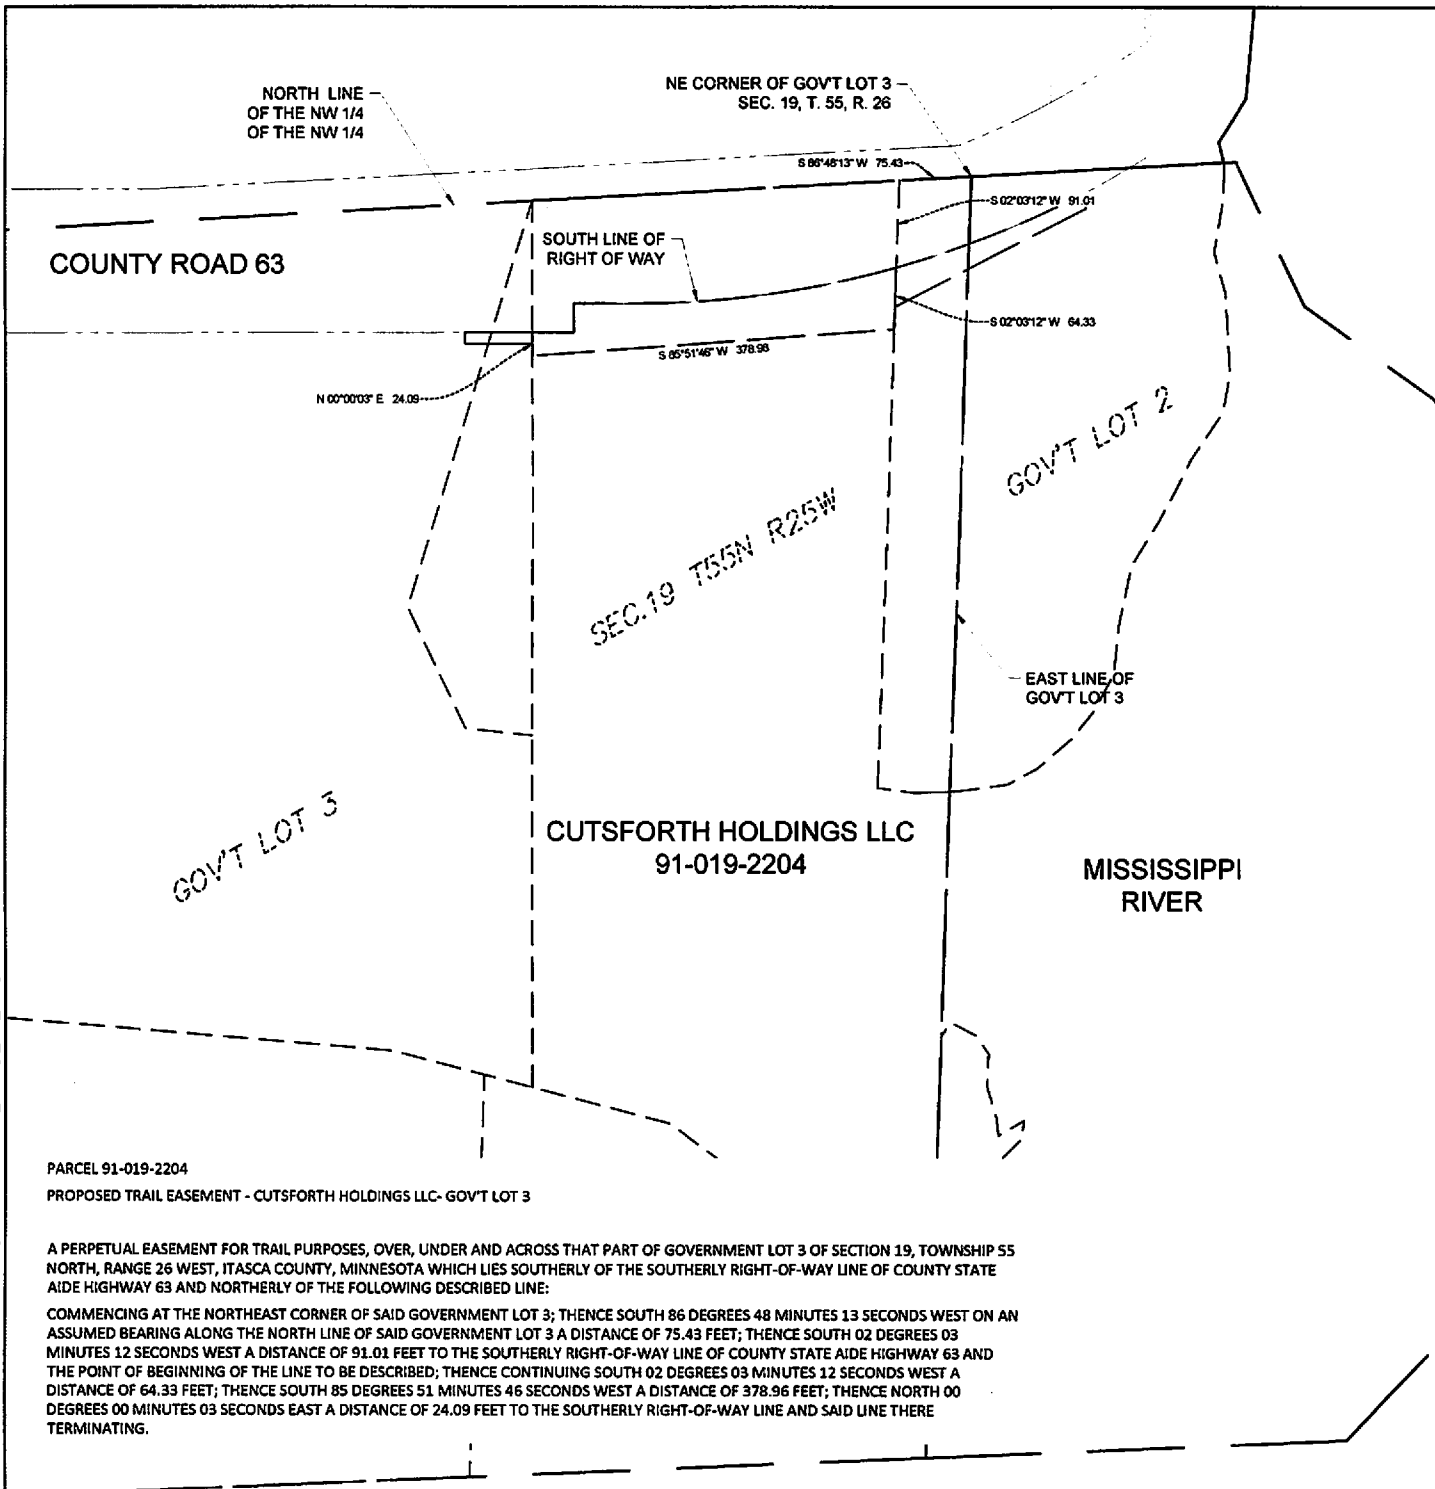 NORTH LINE
OF THE NW 1/4
OF THE NW 1/4
NE CORNER OF GOV'T LOT 3
SEC. 19, T. 55, R. 26
S 86°48'13" W 75.43
S 02°03'12" W 91.01
SOUTH LINE OF
RIGHT OF WAY
COUNTY ROAD 63
S 02°03'12" W 64.33
S 85°51'46" W 378.96
N 00°00'03" E 24.09
GOV'T LOT 2
SEC.19 T55N R25W
EAST LINE OF
GOV'T LOT 3
GOV'T LOT 3
CUTSFORTH HOLDINGS LLC
91-019-2204
MISSISSIPPI
RIVER
PARCEL 91-019-2204
PROPOSED TRAIL EASEMENT - CUTSFORTH HOLDINGS LLC- GOV'T LOT 3
A PERPETUAL EASEMENT FOR TRAIL PURPOSES, OVER, UNDER AND ACROSS THAT PART OF GOVERNMENT LOT 3 OF SECTION 19, TOWNSHIP 55
NORTH, RANGE 26 WEST, ITASCA COUNTY, MINNESOTA WHICH LIES SOUTHERLY OF THE SOUTHERLY RIGHT-OF-WAY LINE OF COUNTY STATE
AIDE HIGHWAY 63 AND NORTHERLY OF THE FOLLOWING DESCRIBED LINE:
COMMENCING AT THE NORTHEAST CORNER OF SAID GOVERNMENT LOT 3; THENCE SOUTH 86 DEGREES 48 MINUTES 13 SECONDS WEST ON AN
ASSUMED BEARING ALONG THE NORTH LINE OF SAID GOVERNMENT LOT 3 A DISTANCE OF 75.43 FEET; THENCE SOUTH 02 DEGREES 03
MINUTES 12 SECONDS WEST A DISTANCE OF 91.01 FEET TO THE SOUTHERLY RIGHT-OF-WAY LINE OF COUNTY STATE AIDE HIGHWAY 63 AND
THE POINT OF BEGINNING OF THE LINE TO BE DESCRIBED; THENCE CONTINUING SOUTH 02 DEGREES 03 MINUTES 12 SECONDS WEST A
DISTANCE OF 64.33 FEET; THENCE SOUTH 85 DEGREES 51 MINUTES 46 SECONDS WEST A DISTANCE OF 378.96 FEET; THENCE NORTH 00
DEGREES 00 MINUTES 03 SECONDS EAST A DISTANCE OF 24.09 FEET TO THE SOUTHERLY RIGHT-OF-WAY LINE AND SAID LINE THERE
TERMINATING.